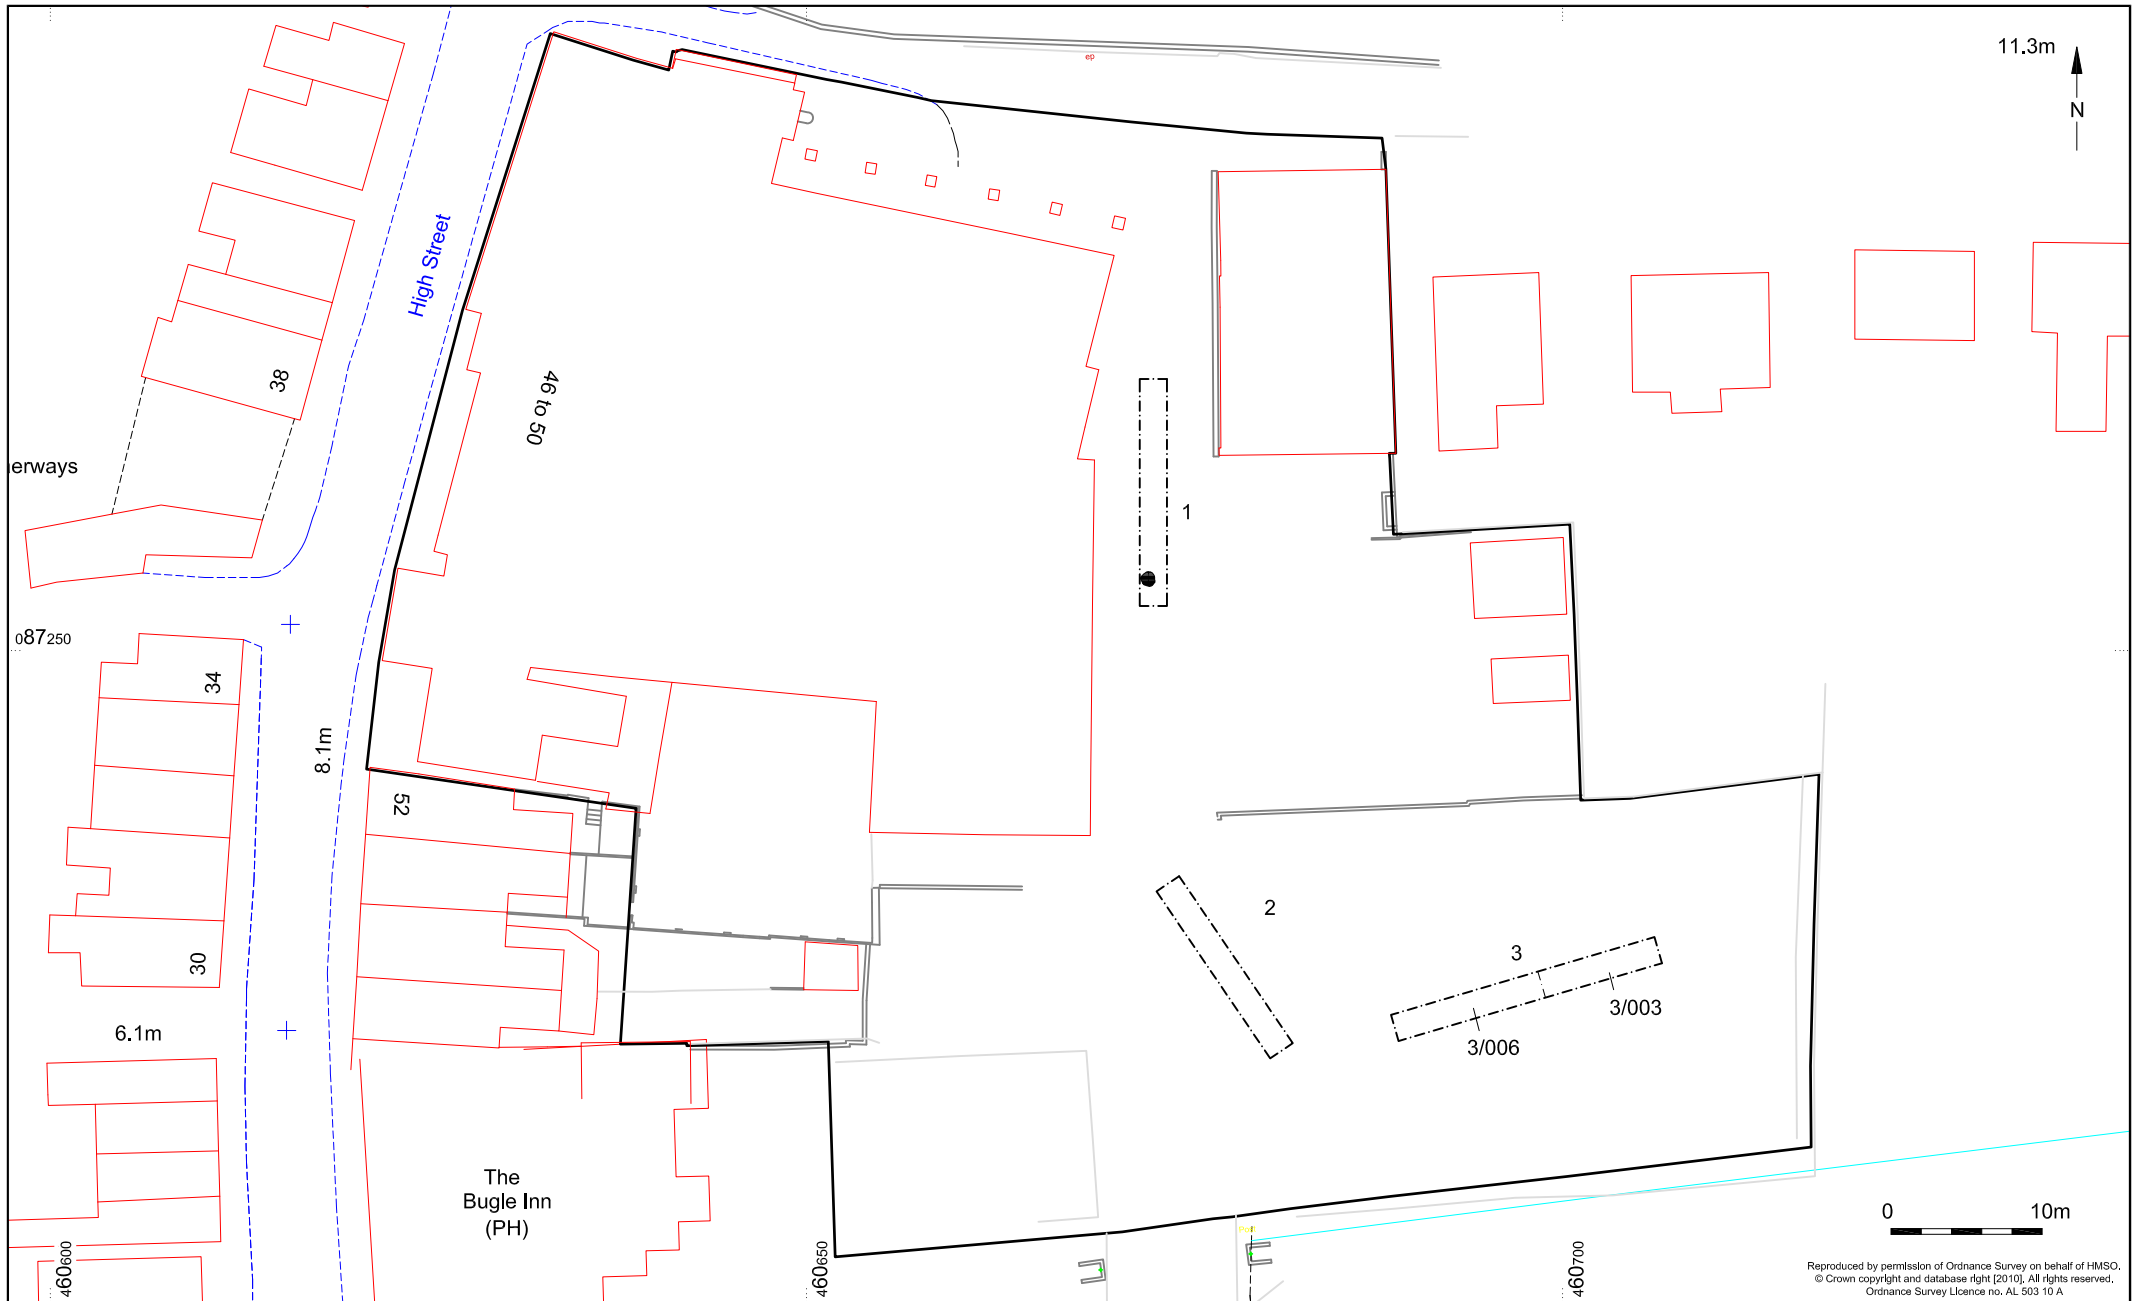 11.3m
ep
N
High Street
38
46 to 50
erways
1
087250
34
8.1m
52
2
30
3
3/003
6.1m
3/006
The
Bugle Inn
(PH)
0 10m
460600
460650
460700
Reproduced by permission of Ordnance Survey on behalf of HMSO.
© Crown copyright and database right [2010]. All rights reserved.
Ordnance Survey Licence no. AL 503 10 A